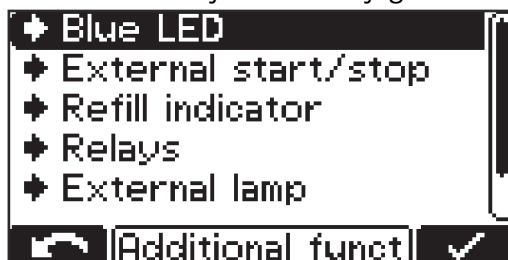 Blue LED
External start/stop
Refill indicator
Relays
External lamp
Additional funct